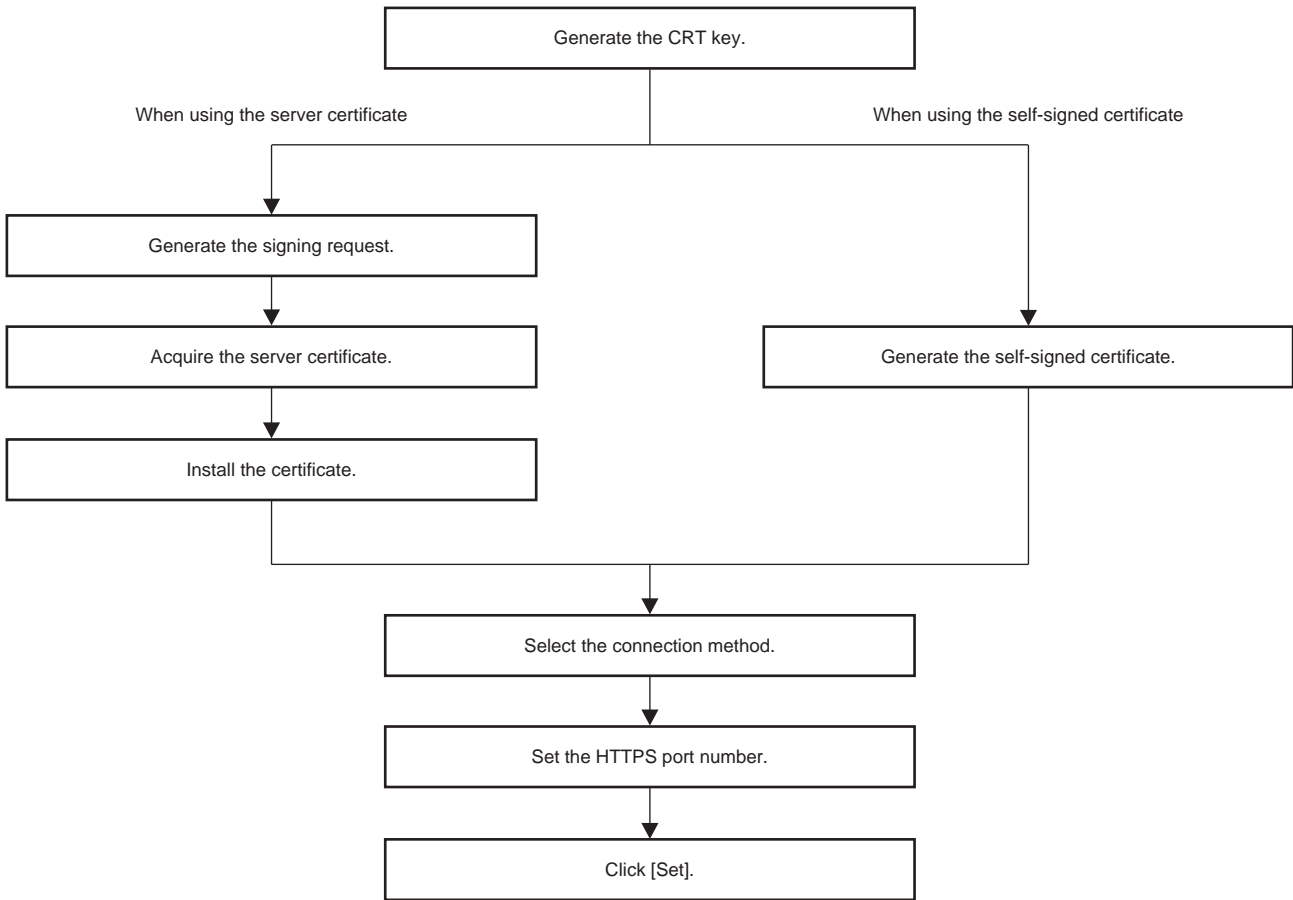 Generate the CRT key.
When using the server certificate
When using the self-signed certificate
Generate the signing request.
Acquire the server certificate.
Generate the self-signed certificate.
Install the certificate.
Select the connection method.
Set the HTTPS port number.
Click [Set].